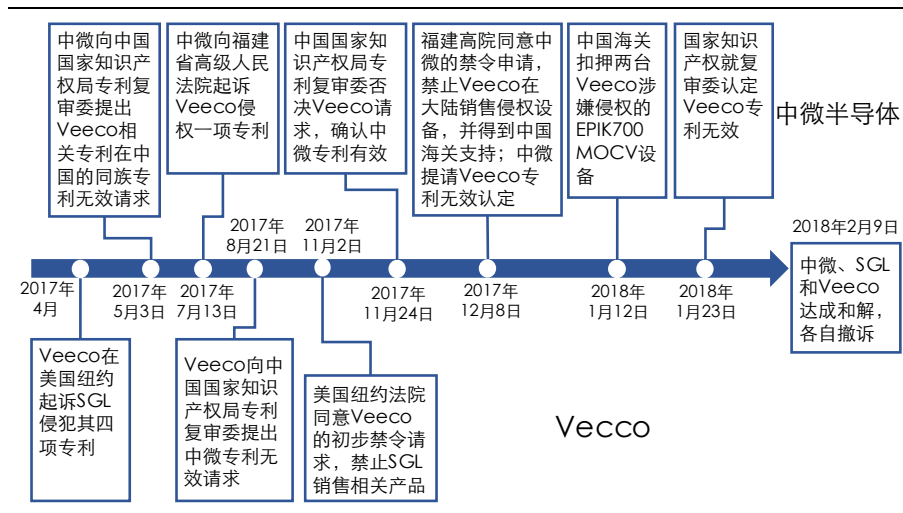 中微向中国
国家知识产
权局专利复
审委提出
Veeco相
关专利在中
国的同族专
利无效请求
中微向福建
省高级人民
法院起诉
Veeco侵
权一项专利
中国国家知
识产权局专
利复审委否
决Veeco请
求，确认中
微专利有效
福建高院同意中
微的禁令申请，
禁止Veeco在
大陆销售侵权设
备，并得到中国
海关支持；中微
提请Veeco专
利无效认定
中国海关
扣押两台
Veeco涉
嫌侵权的
EPIK700
MOCV设
备
国家知识
产权就复
审委认定
Veeco专
利无效
中微半导体
2017年
8月21日
2017年
11月2日
2018年2月9日
2017年
4月
2017年
5月3日
2017年
7月13日
2017年
11月24日
2017年
12月8日
2018年
1月12日
2018年
1月23日
中微、SGL
和Veeco
达成和解，
各自撤诉
Veeco在
美国纽约
起诉SGL
侵犯其四
项专利
Veeco向中
国国家知识
产权局专利
复审委提出
中微专利无
效请求
美国纽约法院
同意Veeco
的初步禁令请
求，禁止SGL
销售相关产品
Vecco